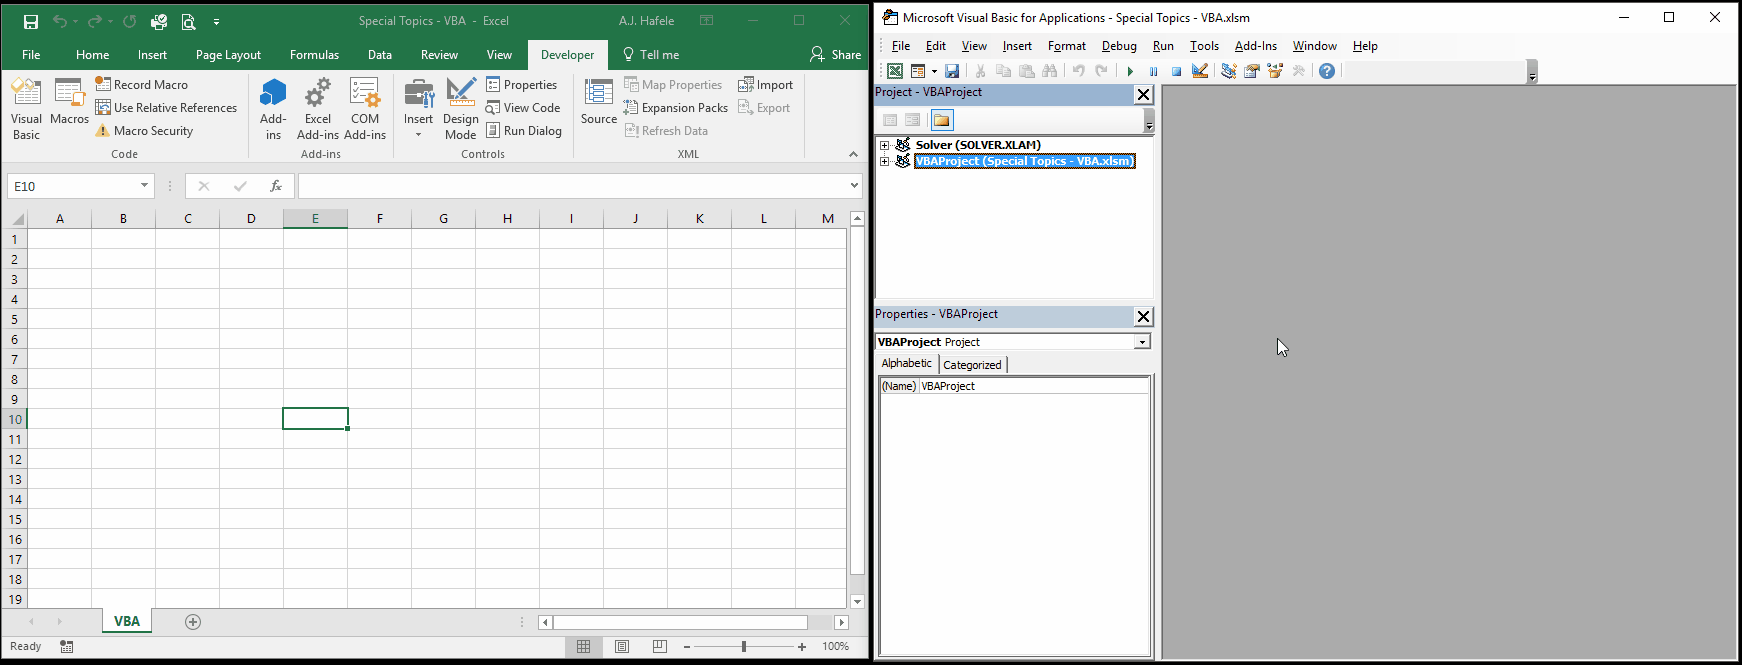 Special Topics - VBA - Excel
A.J. Hafele
File Home Insert Page Layout Formulas Data Review View Developer Tell me Share
Visual Basic
Macros
Record Macro
Use Relative References
Macro Security
Code
Add-ins
Excel Add-ins
COM Add-ins
Add-ins
Insert
Design Mode
Properties
View Code
Run Dialog
Controls
Source
Map Properties
Expansion Packs
Refresh Data
Import
Export
XML
E10
fx
A B C D E F G H I J K L M
1
2
3
4
5
6
7
8
9
10
11
12
13
14
15
16
17
18
19
VBA
Ready
100%
Microsoft Visual Basic for Applications - Special Topics - VBA.xlsm
File Edit View Insert Format Debug Run Tools Add-Ins Window Help
Project - VBAProject
Solver (SOLVER.XLAM)
VBAProject (Special Topics - VBA.xlsm)
Properties - VBAProject
VBAProject Project
Alphabetic Categorized
(Name) VBAProject